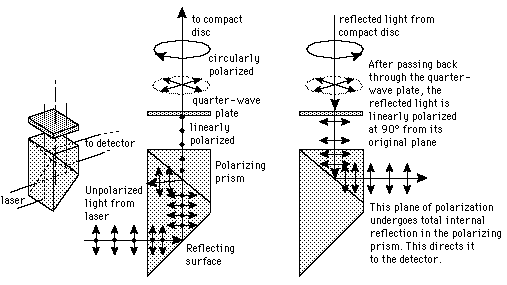 to compact
disc
circularly
polarized
quarter-wave
plate
linearly
polarized
Polarizing
prism
Unpolarized
light from
laser
Reflecting
surface
to detector
laser
reflected light from
compact disc
After passing back
through the quarter-
wave plate, the
reflected light is
linearly polarized
at 90° from its
original plane
This plane of polarization
undergoes total internal
reflection in the polarizing
prism. This directs it
to the detector.